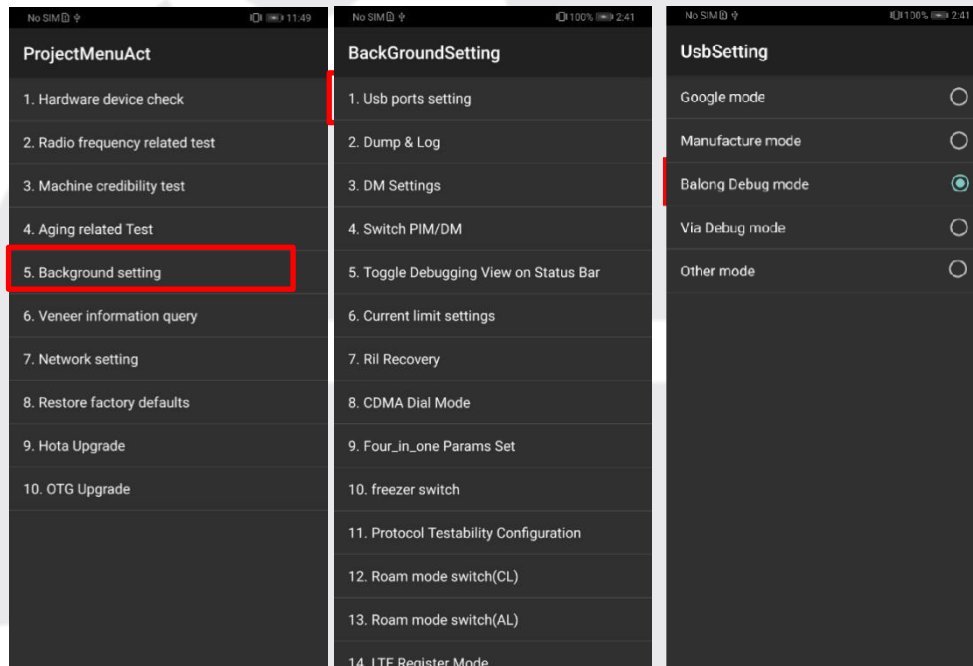 No SIM 11:49
ProjectMenuAct
1. Hardware device check
2. Radio frequency related test
3. Machine credibility test
4. Aging related Test
5. Background setting
6. Veneer information query
7. Network setting
8. Restore factory defaults
9. Hota Upgrade
10. OTG Upgrade
No SIM 100% 2:41
BackGroundSetting
1. Usb ports setting
2. Dump & Log
3. DM Settings
4. Switch PIM/DM
5. Toggle Debugging View on Status Bar
6. Current limit settings
7. Ril Recovery
8. CDMA Dial Mode
9. Four_in_one Params Set
10. freezer switch
11. Protocol Testability Configuration
12. Roam mode switch(CL)
13. Roam mode switch(AL)
14. LTE Register Mode
No SIM 100% 2:41
UsbSetting
Google mode
Manufacture mode
Balong Debug mode
Via Debug mode
Other mode